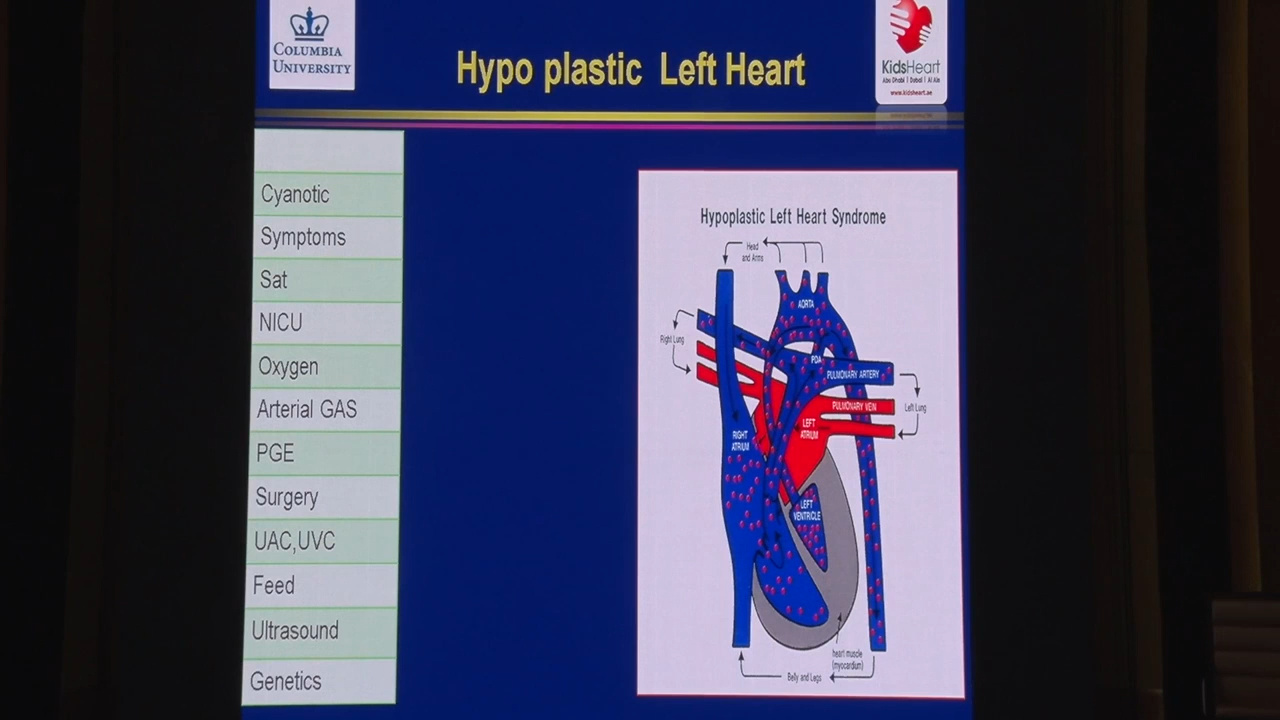 COLUMBIA
UNIVERSITY
Hypo plastic Left Heart
KidsHeart
Abu Dhabi | Dubai | Al Ain
www.kidsheart.ae
Cyanotic
Symptoms
Sat
NICU
Oxygen
Arterial GAS
PGE
Surgery
UAC,UVC
Feed
Ultrasound
Genetics
Hypoplastic Left Heart Syndrome
Head
and Arms
AORTA
Right Lung
PDA
PULMONARY ARTERY
PULMONARY VEIN
Left Lung
LEFT
ATRIUM
RIGHT
ATRIUM
LEFT
VENTRICLE
heart muscle
(myocardium)
Belly and Legs